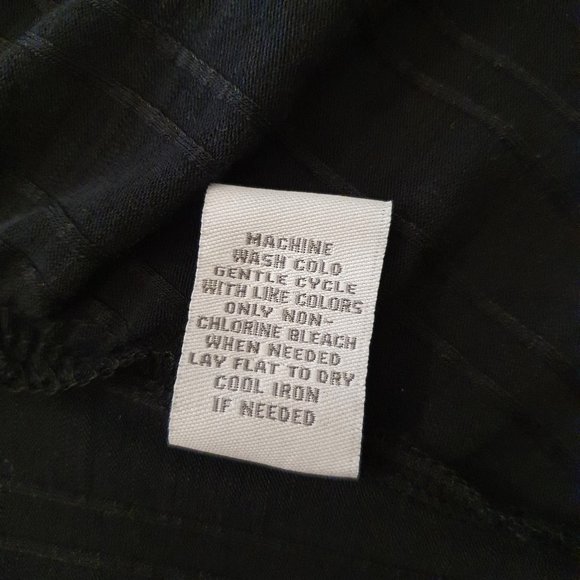 MACHINE
WASH COLD
GENTLE CYCLE
WITH LIKE COLORS
ONLY NON-
CHLORINE BLEACH
WHEN NEEDED
LAY FLAT TO DRY
COOL IRON
IF NEEDED